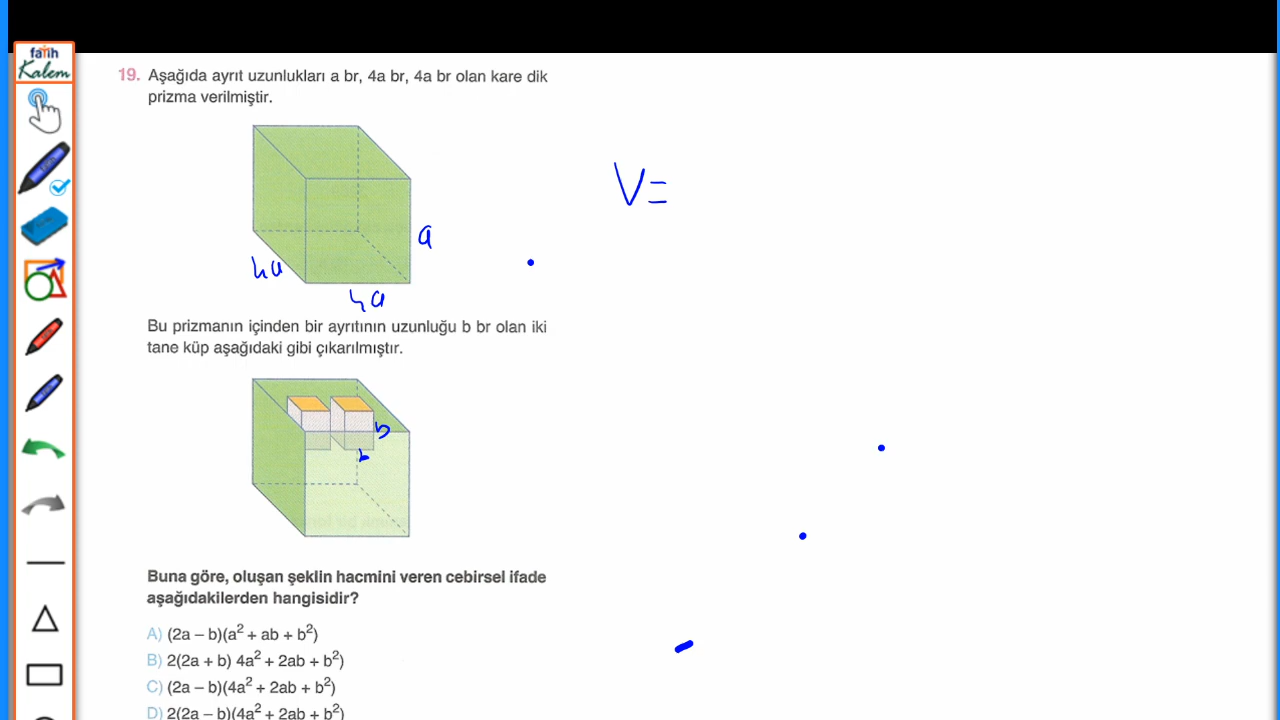 fatih
Kalem
19. Aşağıda ayrıt uzunlukları a br, 4a br, 4a br olan kare dik
prizma verilmiştir.
V=
a
4a
4a
Bu prizmanın içinden bir ayrıtının uzunluğu b br olan iki
tane küp aşağıdaki gibi çıkarılmıştır.
b
b
Buna göre, oluşan şeklin hacmini veren cebirsel ifade
aşağıdakilerden hangisidir?
A) (2a – b)(a² + ab + b²)
B) 2(2a + b) 4a² + 2ab + b²)
C) (2a – b)(4a² + 2ab + b²)
D) 2(2a – b)(4a² + 2ab + b²)